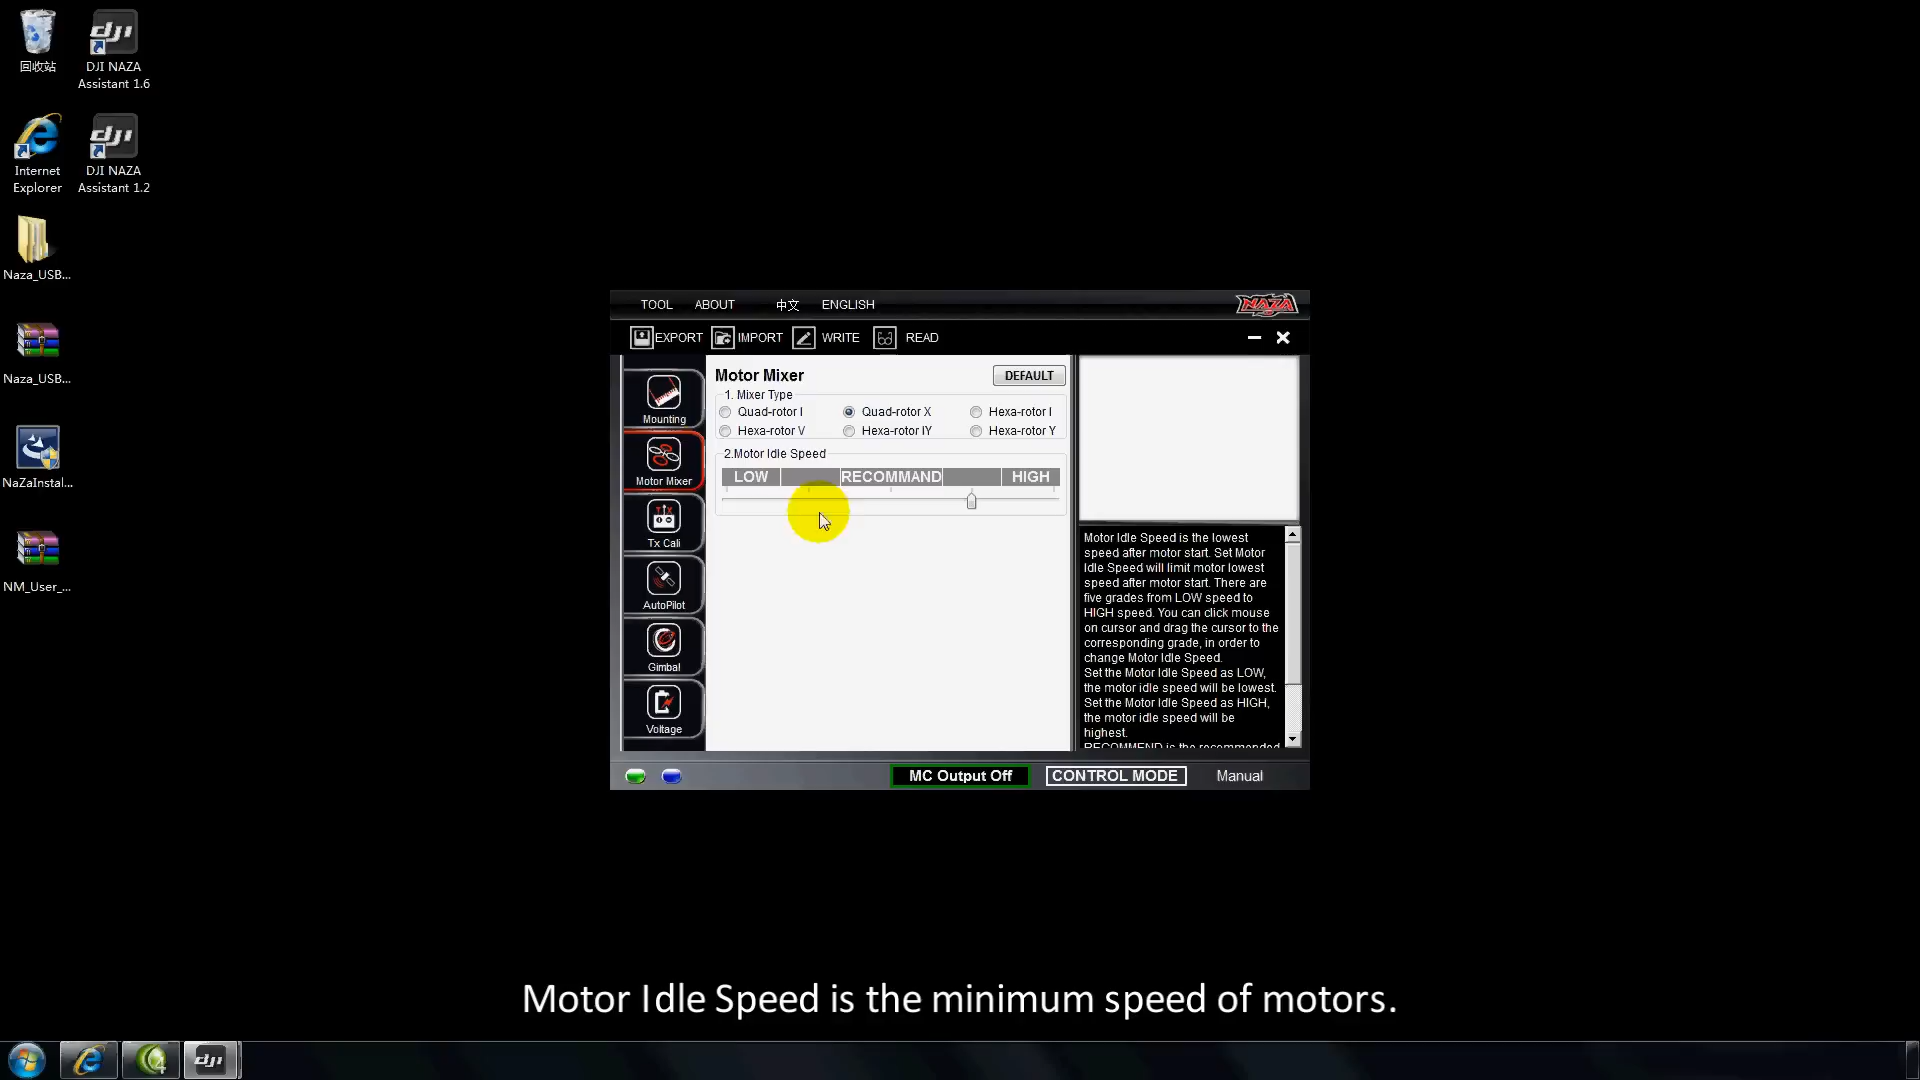 回收站
DJI NAZA
Assistant 1.6
Internet
Explorer
DJI NAZA
Assistant 1.2
Naza_USB...
Naza_USB...
NaZaInstal...
NM_User_...
TOOL ABOUT 中文 ENGLISH
NAZA
EXPORT IMPORT WRITE READ
Mounting
Motor Mixer
Tx Cali
AutoPilot
Gimbal
Voltage
Motor Mixer DEFAULT
1. Mixer Type
Quad-rotor I Quad-rotor X Hexa-rotor I
Hexa-rotor V Hexa-rotor IY Hexa-rotor Y
2.Motor Idle Speed
LOW RECOMMAND HIGH
Motor Idle Speed is the lowest
speed after motor start. Set Motor
Idle Speed will limit motor lowest
speed after motor start. There are
five grades from LOW speed to
HIGH speed. You can click mouse
on cursor and drag the cursor to the
corresponding grade, in order to
change Motor Idle Speed.
Set the Motor Idle Speed as LOW,
the motor idle speed will be lowest.
Set the Motor Idle Speed as HIGH,
the motor idle speed will be
highest.
RECOMMEND is the recommended
MC Output Off CONTROL MODE Manual
Motor Idle Speed is the minimum speed of motors.
dji